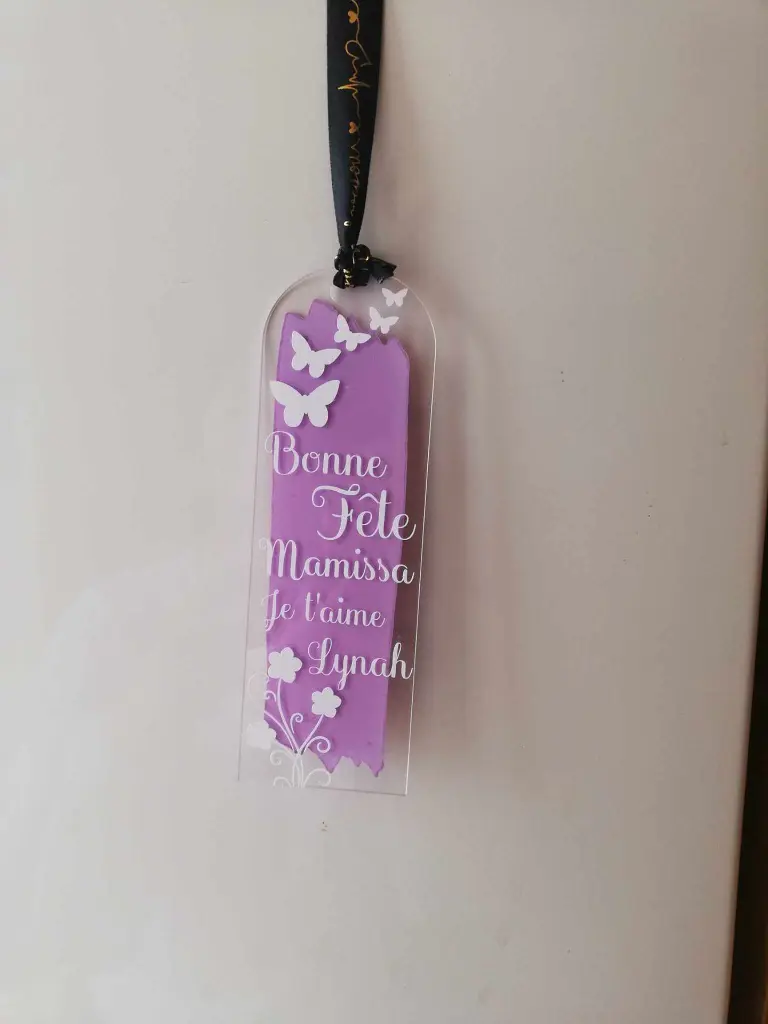 Bonne
Fête
Mamissa
Je t'aime
Lynah